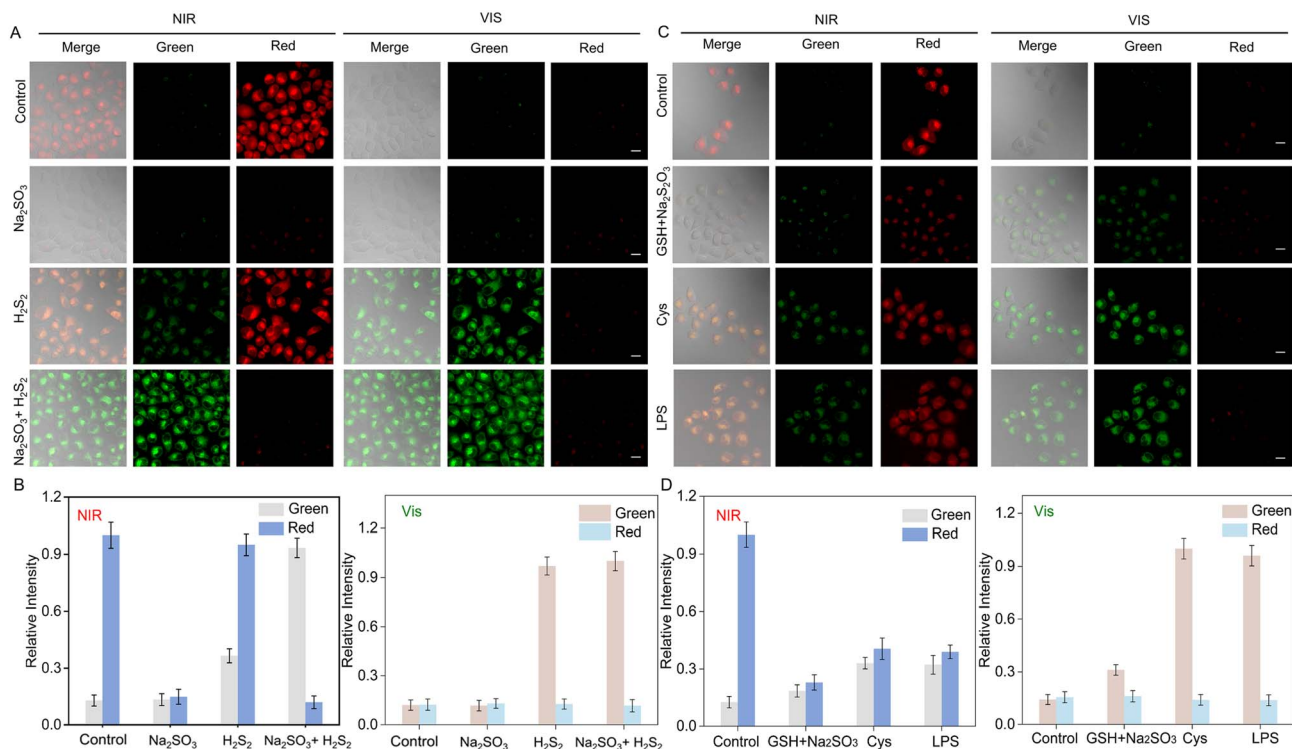 A
NIR
VIS
Merge
Green
Red
Merge
Green
Red
Control
Na₂SO₃
H₂S₂
Na₂SO₃+ H₂S₂
C
NIR
VIS
Merge
Green
Red
Merge
Green
Red
Control
GSH+Na₂S₂O₃
Cys
LPS
B
Relative Intensity
1.2
0.9
0.6
0.3
0.0
NIR
Green
Red
Control
Na₂SO₃
H₂S₂
Na₂SO₃+ H₂S₂
Relative Intensity
1.2
0.9
0.6
0.3
0.0
Vis
Green
Red
Control
Na₂SO₃
H₂S₂
Na₂SO₃+ H₂S₂
D
Relative Intensity
1.2
0.9
0.6
0.3
0.0
NIR
Green
Red
Control
GSH+Na₂SO₃
Cys
LPS
Relative Intensity
1.2
0.9
0.6
0.3
0.0
Vis
Green
Red
Control
GSH+Na₂SO₃
Cys
LPS